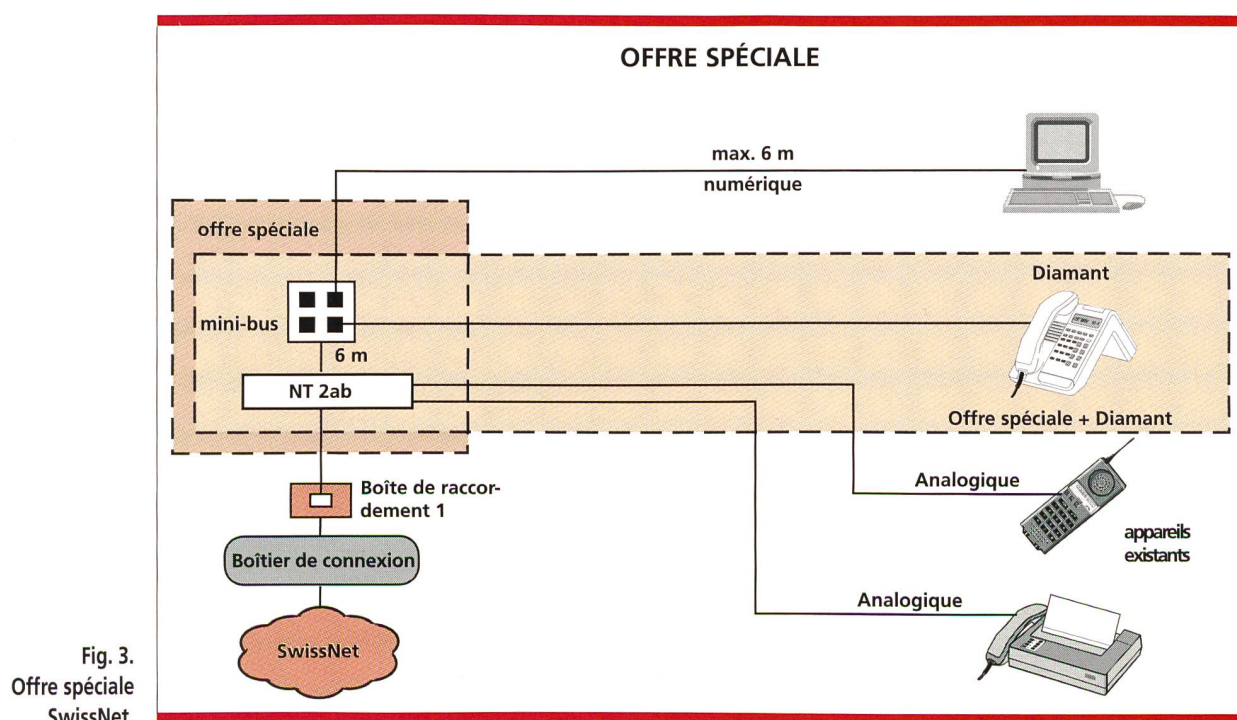 OFFRE SPÉCIALE
max. 6 m
numérique
offre spéciale
Diamant
mini-bus
6 m
NT 2ab
Offre spéciale + Diamant
Boîte de raccor-
dement 1
Analogique
appareils
existants
Boîtier de connexion
Analogique
SwissNet
Fig. 3.
Offre spéciale
SwissNet.